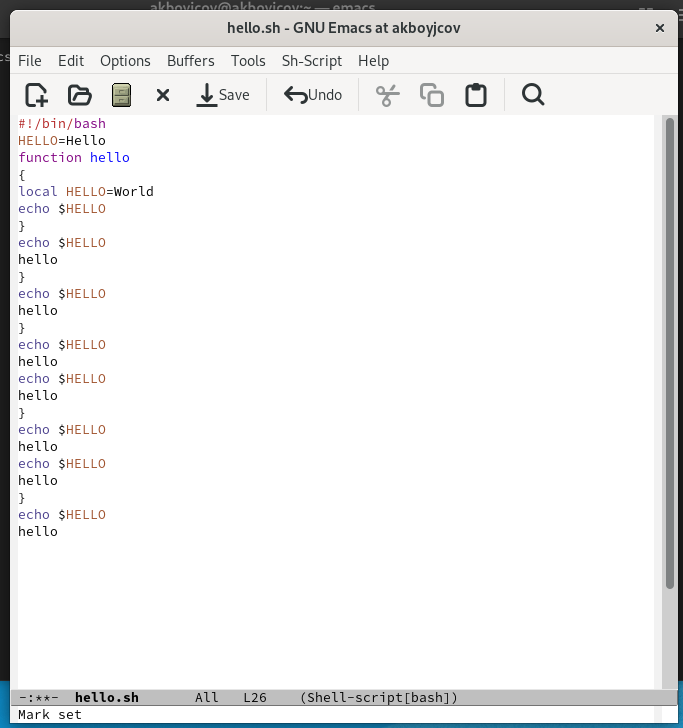 akboyjcov@akboyjcov:~ — emacs
hello.sh - GNU Emacs at akboyjcov
File Edit Options Buffers Tools Sh-Script Help
Save Undo
#!/bin/bash
HELLO=Hello
function hello
{
local HELLO=World
echo $HELLO
}
echo $HELLO
hello
}
echo $HELLO
hello
}
echo $HELLO
hello
echo $HELLO
hello
}
echo $HELLO
hello
echo $HELLO
hello
}
echo $HELLO
hello
-:**- hello.sh All L26 (Shell-script[bash])
Mark set